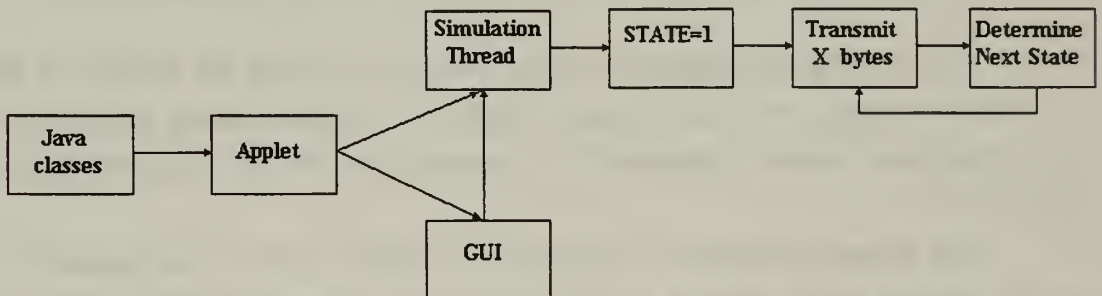 Simulation
Thread
STATE=1
Transmit
X bytes
Determine
Next State
Java
classes
Applet
GUI